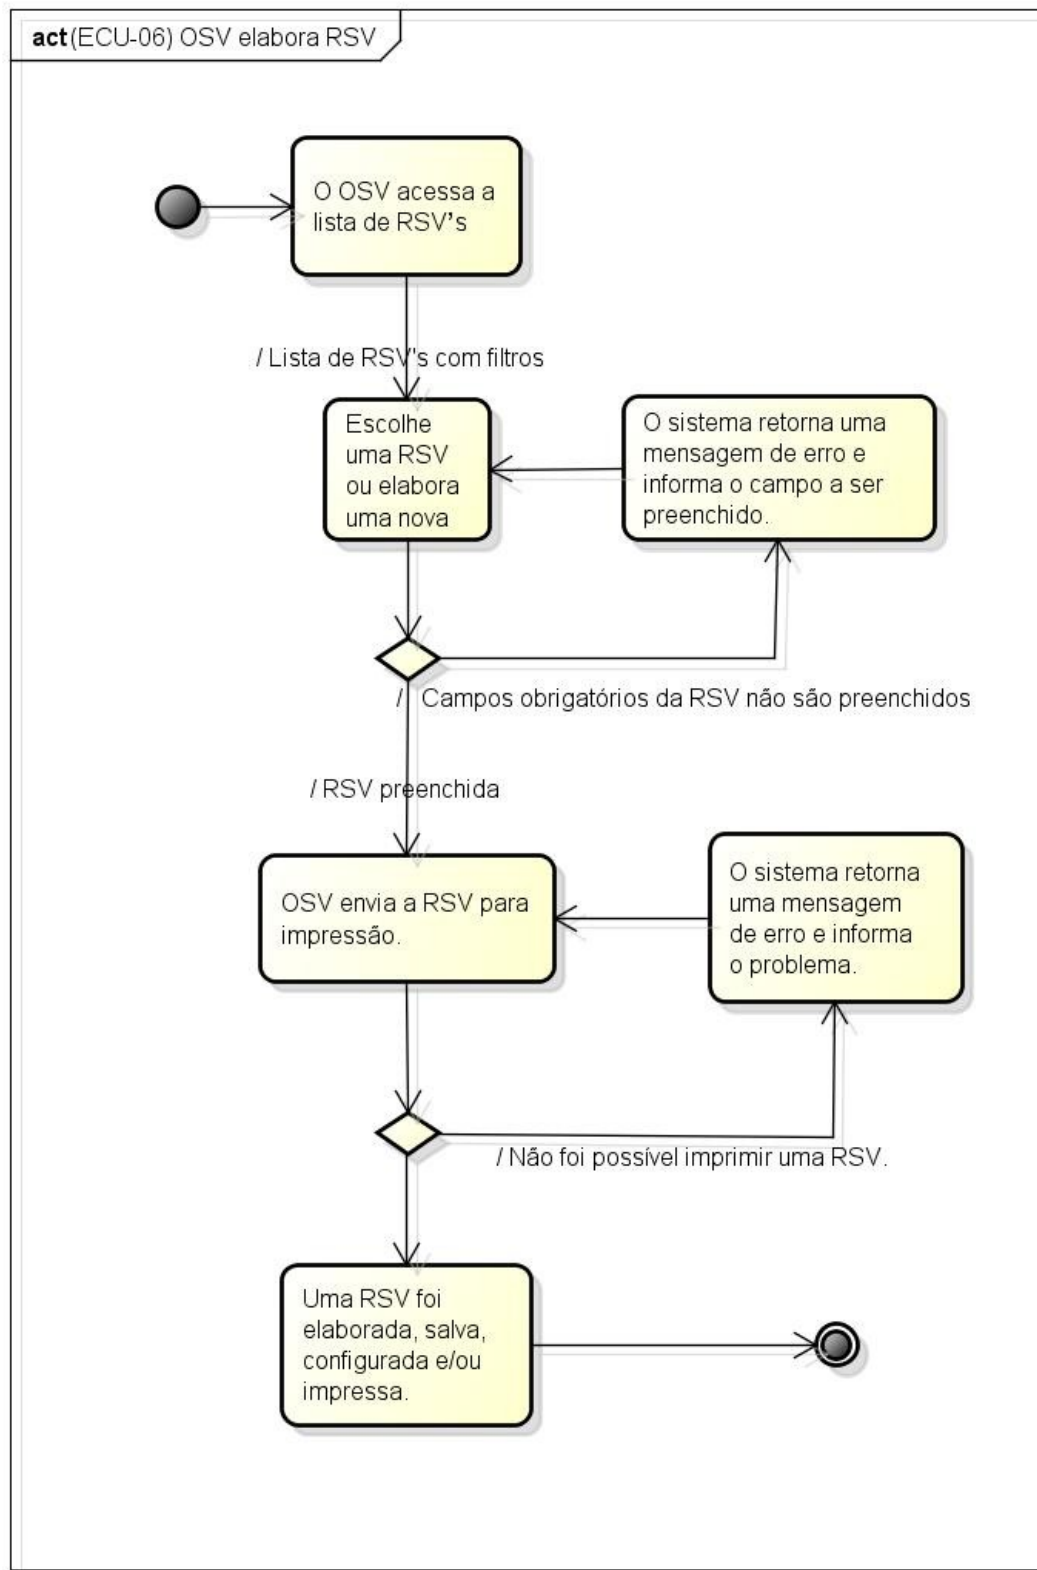 act (ECU-06) OSV elabora RSV
O OSV acessa a
lista de RSV's
/ Lista de RSV's com filtros
Escolhe
uma RSV
ou elabora
uma nova
O sistema retorna uma
mensagem de erro e
informa o campo a ser
preenchido.
/ Campos obrigatórios da RSV não são preenchidos
/ RSV preenchida
OSV envia a RSV para
impressão.
O sistema retorna
uma mensagem
de erro e informa
o problema.
/ Não foi possível imprimir uma RSV.
Uma RSV foi
elaborada, salva,
configurada e/ou
impressa.